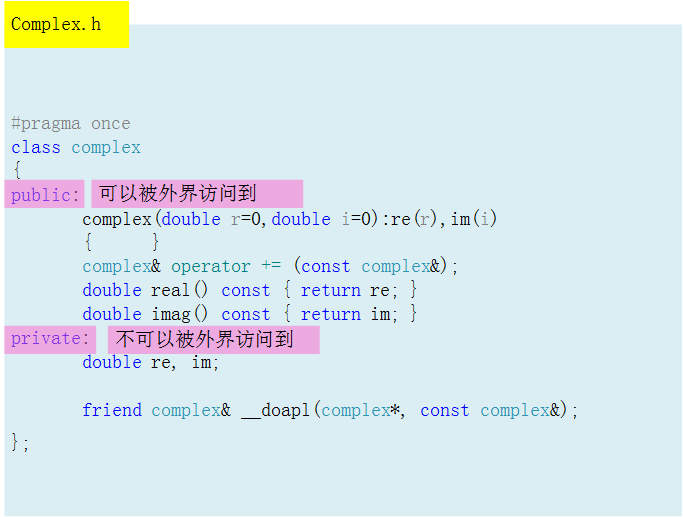 Complex.h
#pragma once
class complex
{
public: 可以被外界访问到
complex(double r=0,double i=0):re(r),im(i)
{ }
complex& operator += (const complex&);
double real() const { return re; }
double imag() const { return im; }
private: 不可以被外界访问到
double re, im;
friend complex& __doapl(complex*, const complex&);
};